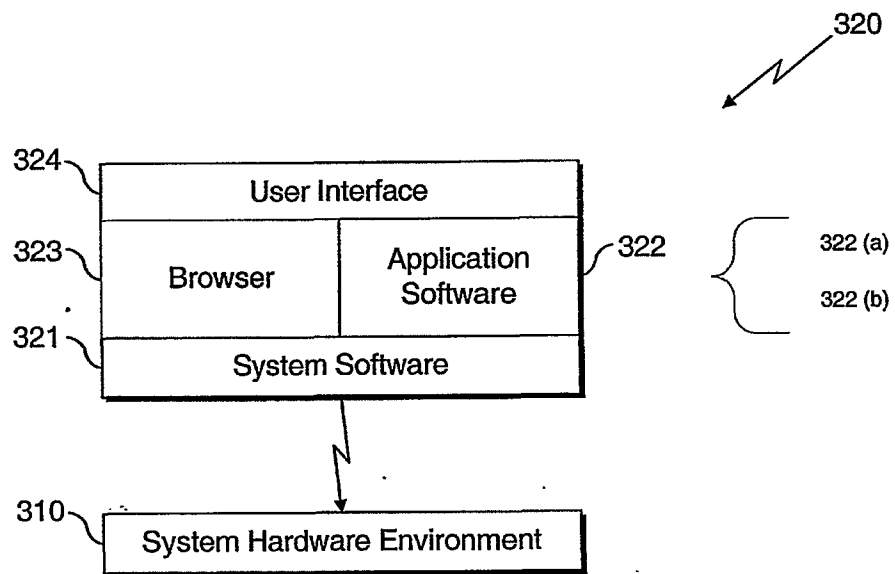 320
324
User Interface
323
Browser
Application
Software
322
322 (a)
322 (b)
321
System Software
310
System Hardware Environment